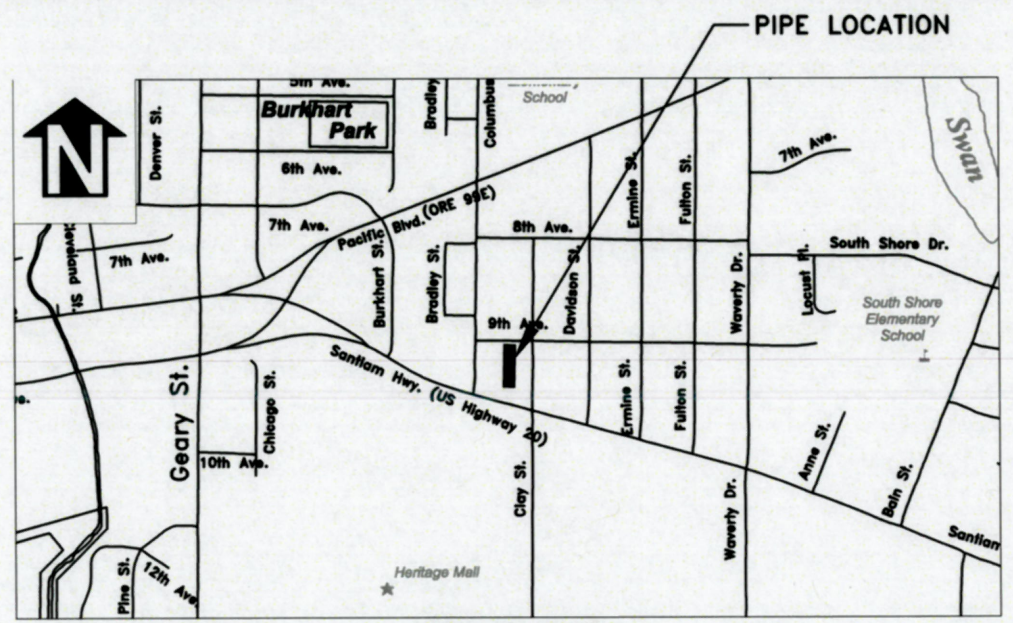 PIPE LOCATION
5th Ave.
School
Burkhart
Park
Bradley
Columbus
Denver St.
N
6th Ave.
Ermine St.
Fulton St.
7th Ave.
Swan
7th Ave.
Pacific Blvd.(ORE 99E)
8th Ave.
South Shore Dr.
Cleveland St.
7th Ave.
Burkhart St.
Bradley St.
Davidson St.
Waverly Dr.
Locust Pl.
South Shore
Elementary
School
9th Ave.
Santiam Hwy. (US Highway 20)
Geary St.
Chicago St.
Ermine St.
Fulton St.
10th Ave.
Clay St.
Waverly Dr.
Anne St.
Bain St.
Santiam
Pine St.
12th Ave.
Heritage Mall